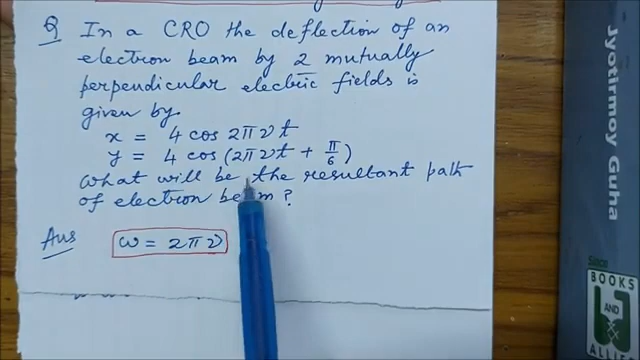 Q In a CRO the deflection of an
electron beam by 2 mutually
perpendicular electric fields is
given by.
x = 4 cos 2πνt
y = 4 cos (2πνt + π/6)
What will be the resultant path
of electron beam?
Ans ω = 2πν
Jyotirmoy Guha
Since
BOOKS
AND
ALLIED